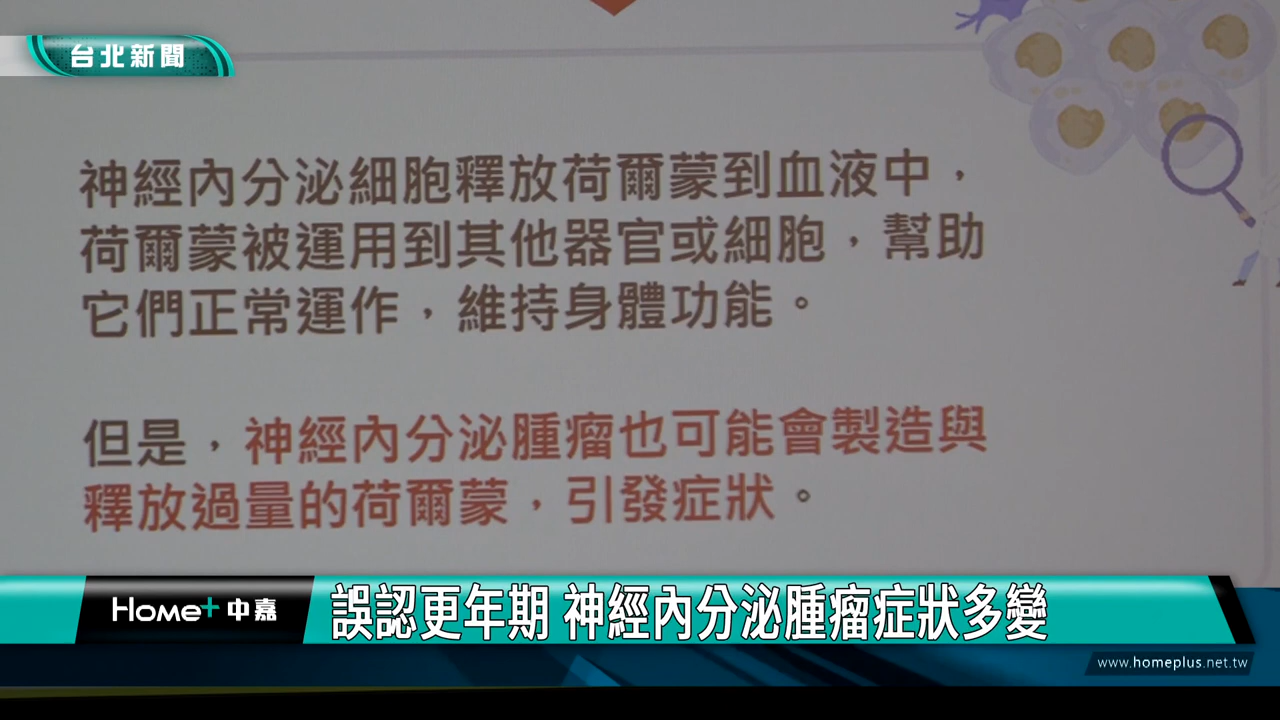 台北新聞
神經內分泌細胞釋放荷爾蒙到血液中，
荷爾蒙被運用到其他器官或細胞，幫助
它們正常運作，維持身體功能。
但是，神經內分泌腫瘤也可能會製造與
釋放過量的荷爾蒙，引發症狀。
Home+中嘉
誤認更年期 神經內分泌腫瘤症狀多變
www.homeplus.net.tw